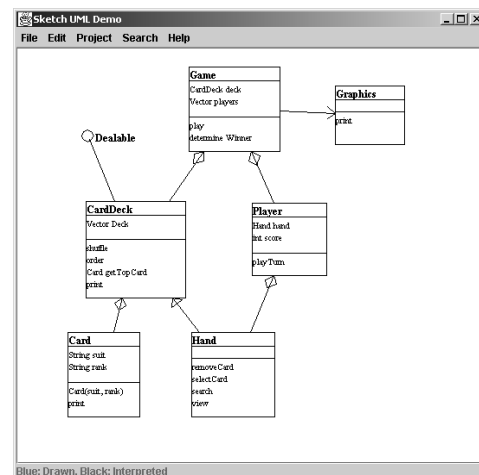 Sketch UML Demo
File Edit Project Search Help
Game
CardDeck deck
Vector players
play
determine Winner
Graphics
print
Dealable
CardDeck
Vector Deck
shuffle
order
Card getTopCard
print
Player
Hand hand
int score
playTurn
Card
String suit
String rank
Card(suit, rank)
print
Hand
removeCard
selectCard
search
view
Blue: Drawn, Black: Interpreted